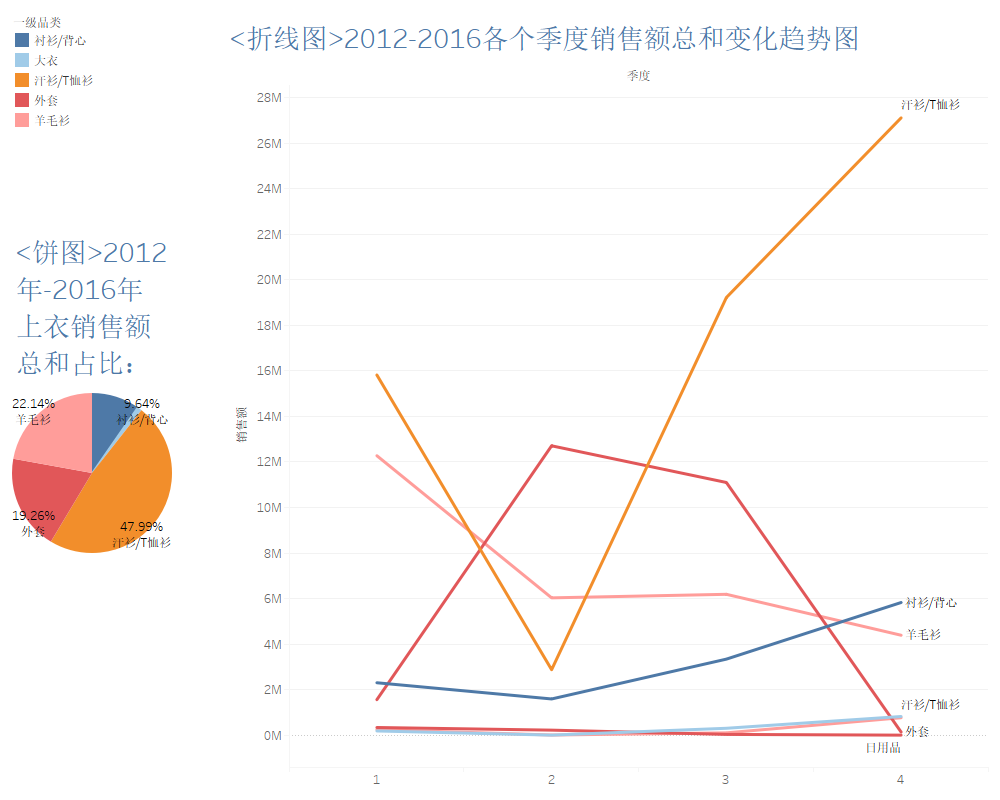 一级品类
衬衫/背心
大衣
汗衫/T恤衫
外套
羊毛衫
<饼图>2012
年-2016年
上衣销售额
总和占比：
22.14%
羊毛衫
9.64%
衬衫/背心
19.26%
外套
47.99%
汗衫/T恤衫
<折线图>2012-2016各个季度销售额总和变化趋势图
季度
销售额
28M
26M
24M
22M
20M
18M
16M
14M
12M
10M
8M
6M
4M
2M
0M
汗衫/T恤衫
衬衫/背心
羊毛衫
汗衫/T恤衫
外套
日用品
1
2
3
4